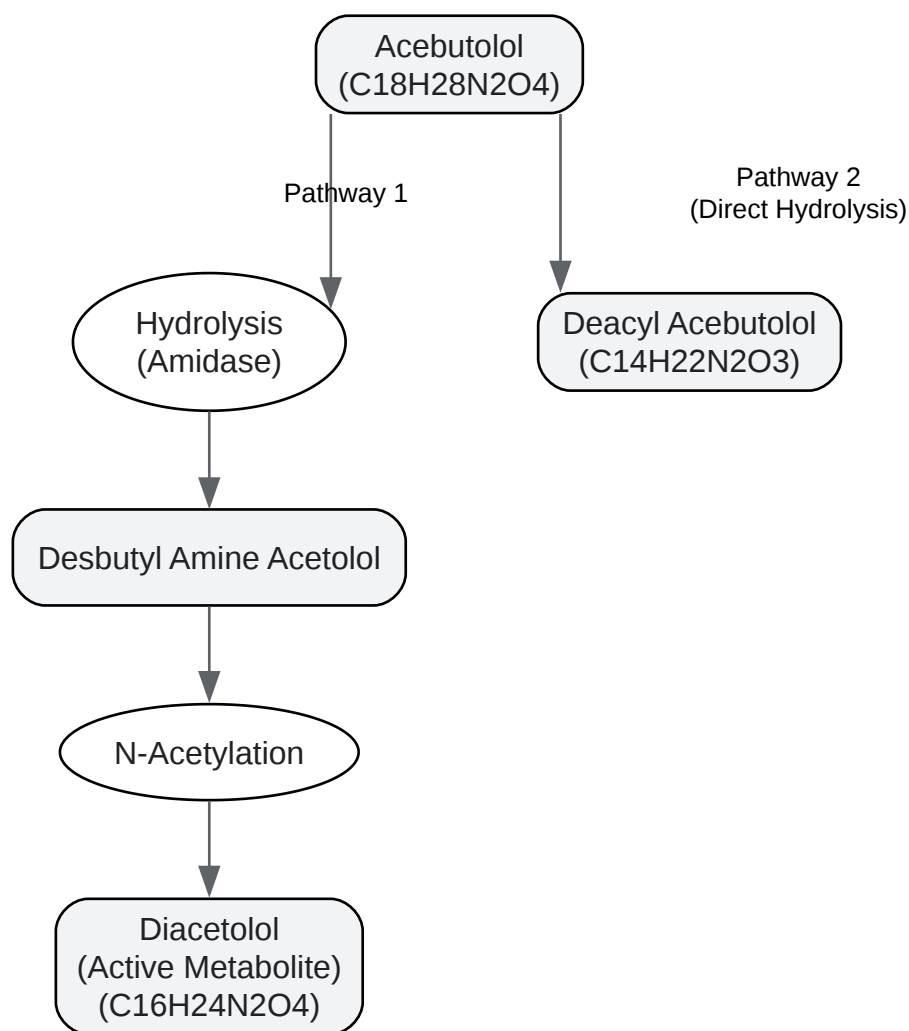 Acebutolol
(C18H28N2O4)
Pathway 1
Pathway 2
(Direct Hydrolysis)
Hydrolysis
(Amidase)
Deacyl Acebutolol
(C14H22N2O3)
Desbutyl Amine Acetolol
N-Acetylation
Diacetolol
(Active Metabolite)
(C16H24N2O4)